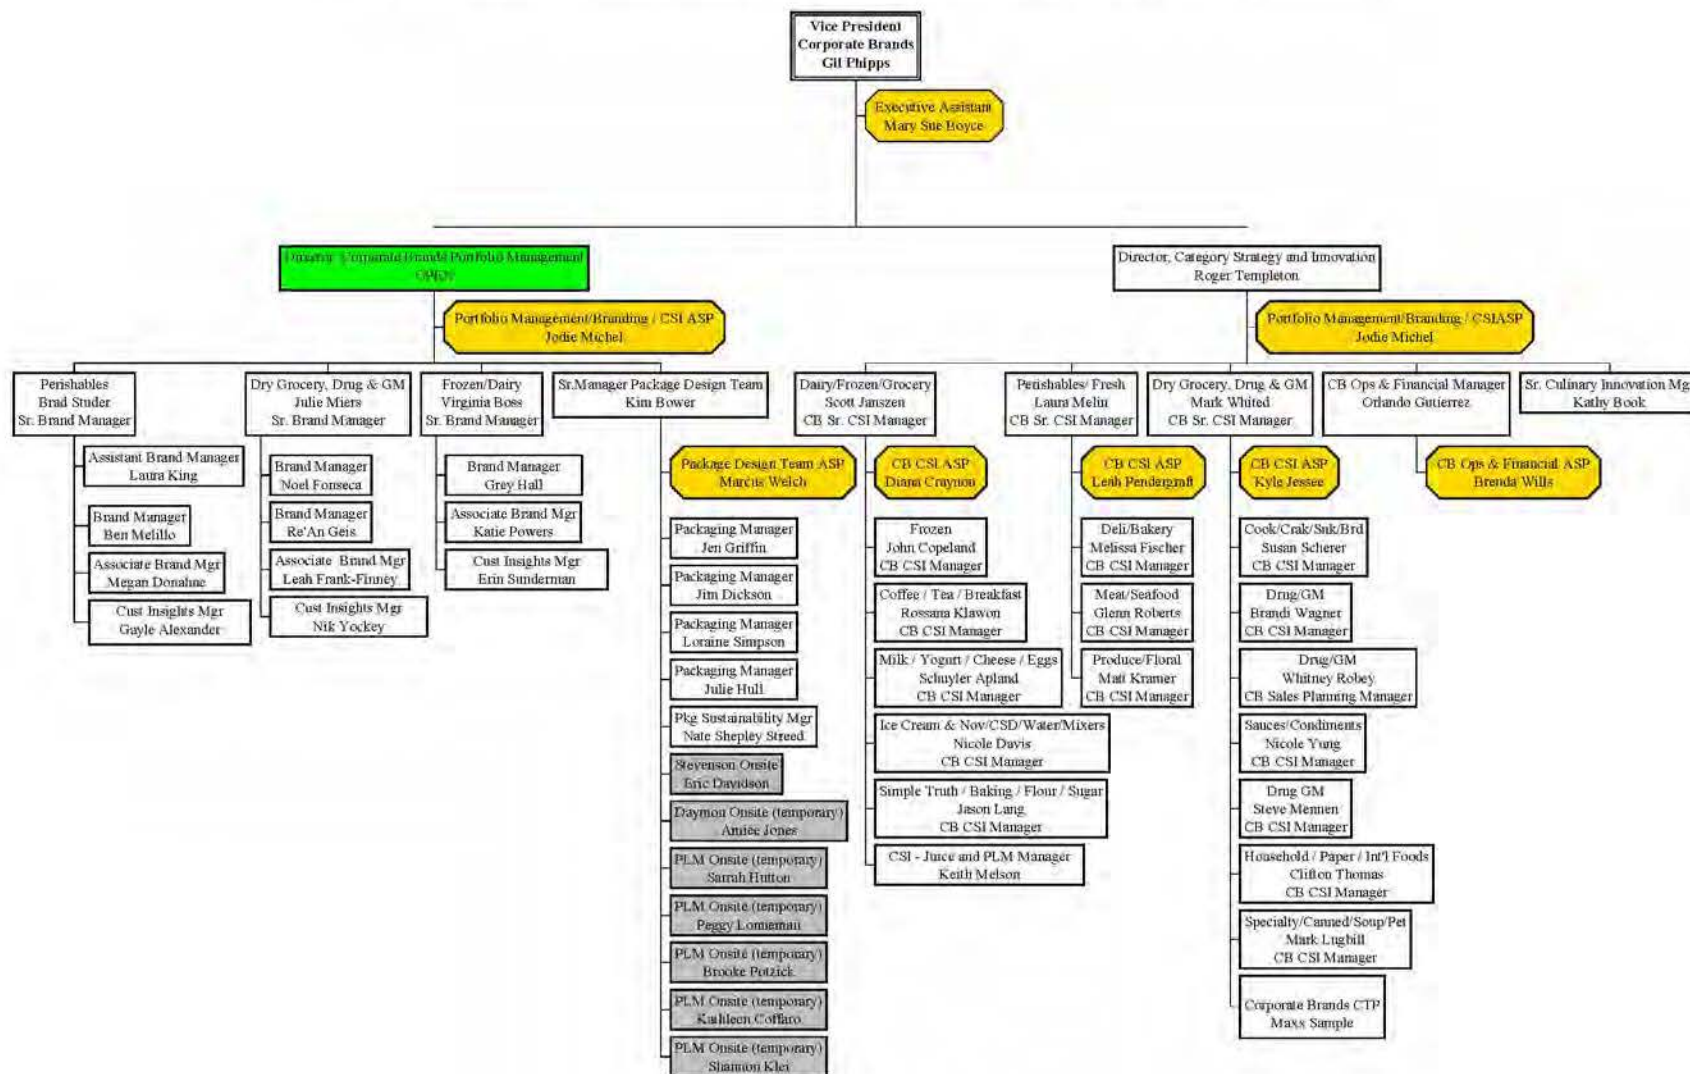 Vice President
Corporate Brands
Gil Phipps
Executive Assistant
Mary Sue Boyce
Director, Corporate Brands Portfolio Management
OPEN
Director, Category Strategy and Innovation
Roger Templeton
Portfolio Management/Branding / CSI ASP
Jodie Michel
Portfolio Management/Branding / CSIASP
Jodie Michel
Perishables
Brad Studer
Sr. Brand Manager
Dry Grocery, Drug & GM
Julie Miers
Sr. Brand Manager
Frozen/Dairy
Virginia Boss
Sr. Brand Manager
Sr.Manager Package Design Team
Kim Bower
Dairy/Frozen/Grocery
Scott Janszen
CB Sr. CSI Manager
Perishables/ Fresh
Laura Melin
CB Sr. CSI Manager
Dry Grocery, Drug & GM
Mark Whited
CB Sr. CSI Manager
CB Ops & Financial Manager
Orlando Gutierrez
Sr. Culinary Innovation Mgr
Kathy Book
Assistant Brand Manager
Laura King
Brand Manager
Ben Melillo
Associate Brand Mgr
Megan Donahue
Cust Insights Mgr
Gayle Alexander
Brand Manager
Noel Fonseca
Brand Manager
Re'An Geis
Associate Brand Mgr
Leah Frank-Finney
Cust Insights Mgr
Nik Yockey
Brand Manager
Grey Hall
Associate Brand Mgr
Katie Powers
Cust Insights Mgr
Erin Sunderman
Package Design Team ASP
Marcus Welch
Packaging Manager
Jen Griffin
Packaging Manager
Jim Dickson
Packaging Manager
Loraine Simpson
Packaging Manager
Julie Hull
Pkg Sustainability Mgr
Nate Shepley Streed
Stevenson Onsite
Eric Davidson
Daymon Onsite (temporary)
Amiee Jones
PLM Onsite (temporary)
Sarrah Hutton
PLM Onsite (temporary)
Peggy Lonneman
PLM Onsite (temporary)
Brooke Potzick
PLM Onsite (temporary)
Kathleen Coffaro
PLM Onsite (temporary)
Shannon Klei
CB CSI ASP
Diana Craynon
Frozen
John Copeland
CB CSI Manager
Coffee / Tea / Breakfast
Rossana Klawon
CB CSI Manager
Milk / Yogurt / Cheese / Eggs
Schuyler Apland
CB CSI Manager
Ice Cream & Nov/CSD/Water/Mixers
Nicole Davis
CB CSI Manager
Simple Truth / Baking / Flour / Sugar
Jason Lang
CB CSI Manager
CSI - Juice and PLM Manager
Keith Melson
CB CSI ASP
Leah Pendergraft
Deli/Bakery
Melissa Fischer
CB CSI Manager
Meat/Seafood
Glenn Roberts
CB CSI Manager
Produce/Floral
Matt Kramer
CB CSI Manager
CB CSI ASP
Kyle Jessee
Cook/Crak/Snk/Brd
Susan Scherer
CB CSI Manager
Drug/GM
Brandi Wagner
CB CSI Manager
Drug/GM
Whitney Robey
CB Sales Planning Manager
Sauces/Condiments
Nicole Yung
CB CSI Manager
Drug GM
Steve Mennen
CB CSI Manager
Household / Paper / Int'l Foods
Clifton Thomas
CB CSI Manager
Specialty/Canned/Soup/Pet
Mark Lugbill
CB CSI Manager
Corporate Brands CTP
Maxx Sample
CB Ops & Financial ASP
Brenda Wills